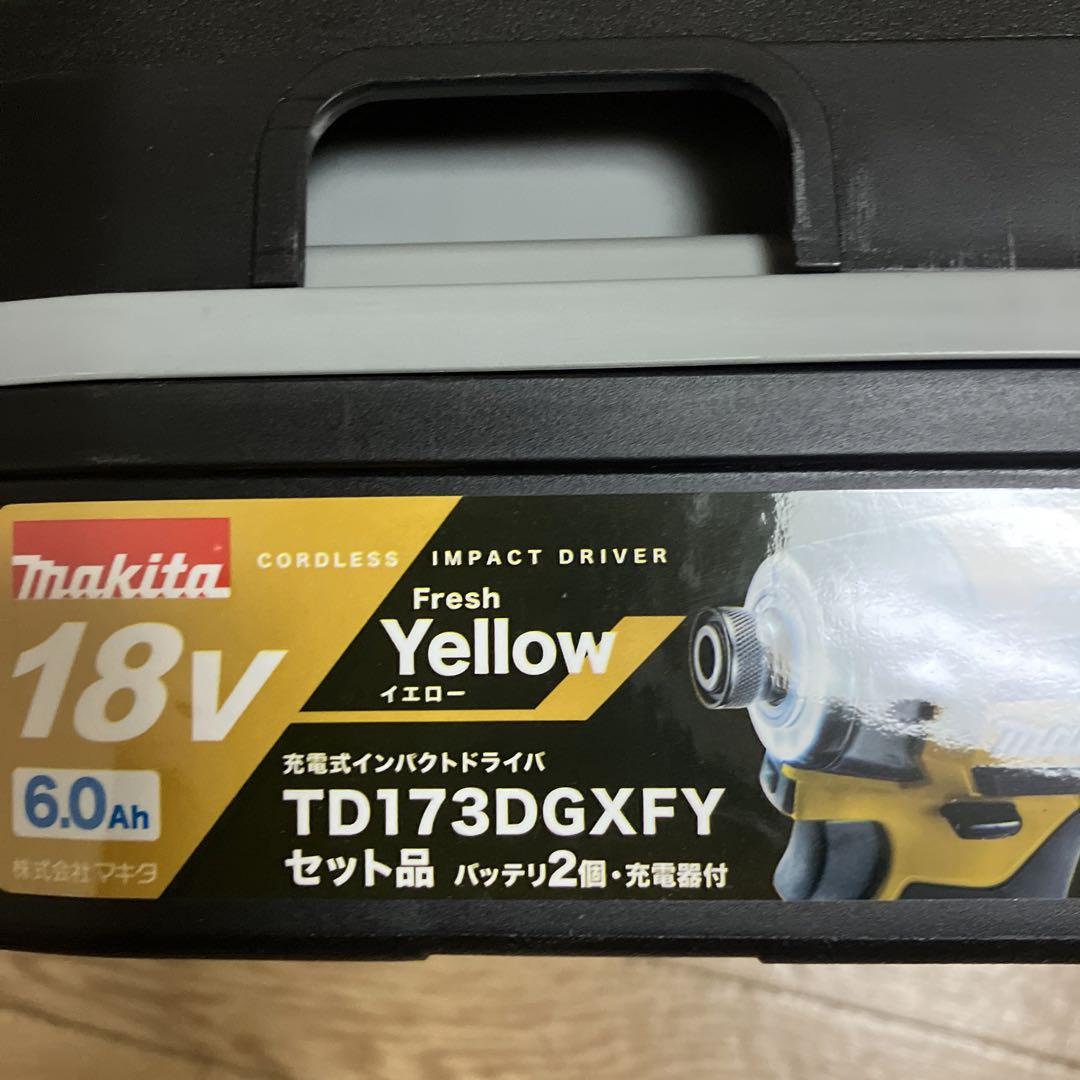 makita
CORDLESS IMPACT DRIVER
Fresh
Yellow
イエロー
18V
6.0Ah
株式会社マキタ
充電式インパクトドライバ
TD173DGXFY
セット品 バッテリ2個・充電器付